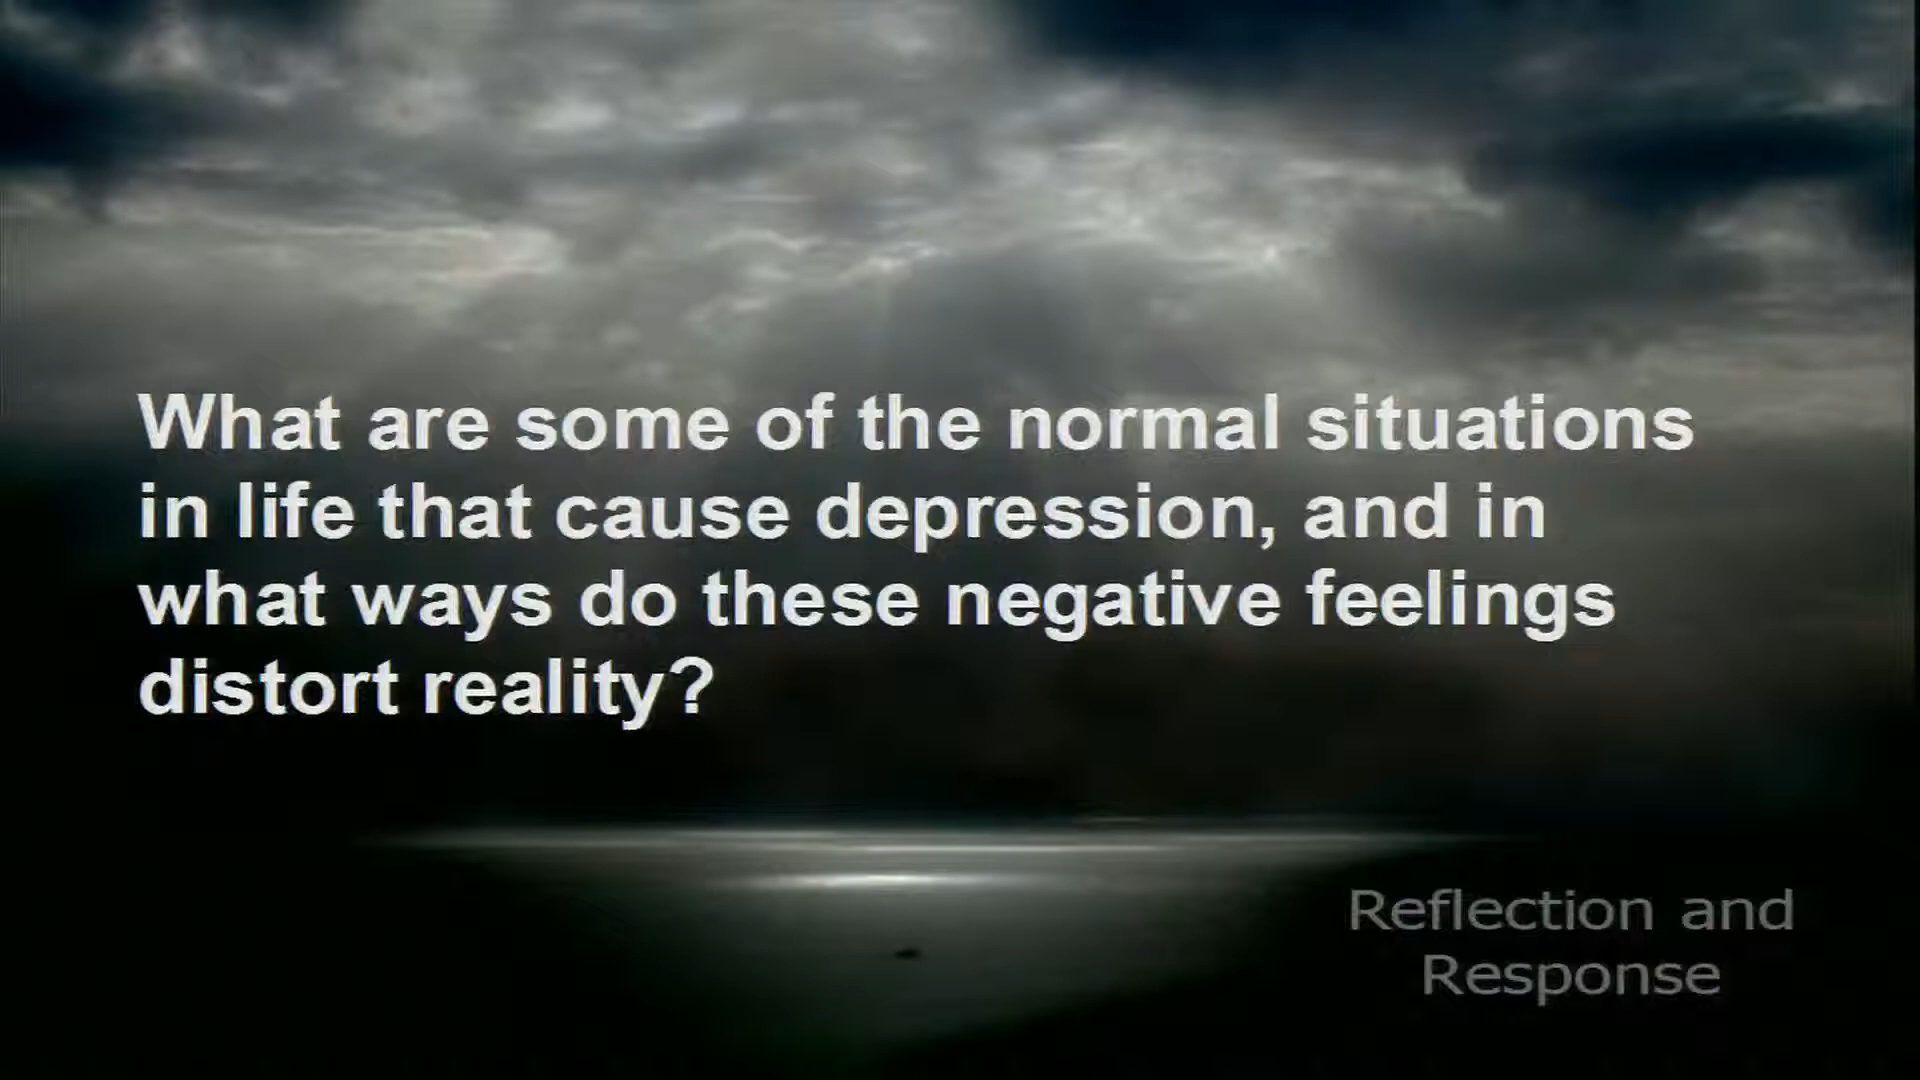 What are some of the normal situations
in life that cause depression, and in
what ways do these negative feelings
distort reality?
Reflection and
Response